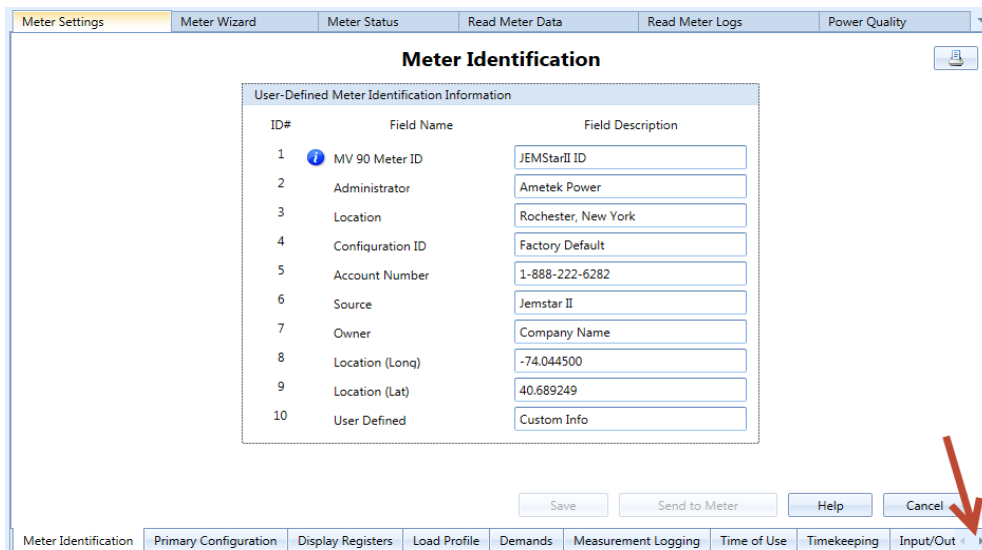 Meter Settings Meter Wizard Meter Status Read Meter Data Read Meter Logs Power Quality
Meter Identification
User-Defined Meter Identification Information
ID# Field Name Field Description
1 MV 90 Meter ID JEMStarII ID
2 Administrator Ametek Power
3 Location Rochester, New York
4 Configuration ID Factory Default
5 Account Number 1-888-222-6282
6 Source Jemstar II
7 Owner Company Name
8 Location (Long) -74.044500
9 Location (Lat) 40.689249
10 User Defined Custom Info
Save Send to Meter Help Cancel
Meter Identification Primary Configuration Display Registers Load Profile Demands Measurement Logging Time of Use Timekeeping Input/Out